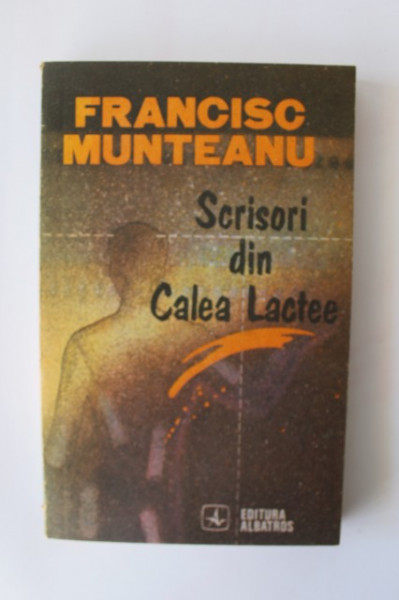 FRANCISC
MUNTEANU
Scrisori
din
Calea Lactee
EDITURA
ALBATROS